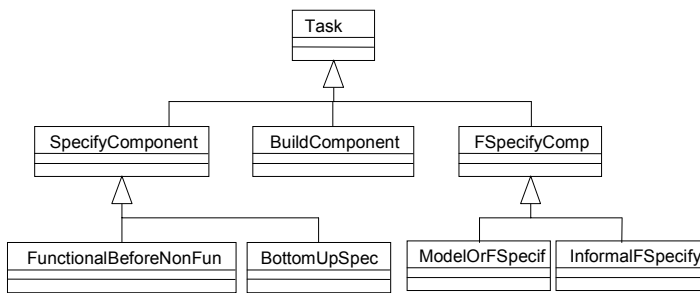 Task
SpecifyComponent
BuildComponent
FSpecifyComp
FunctionalBeforeNonFun
BottomUpSpec
ModelOrFSpecif
InformalFSpecify